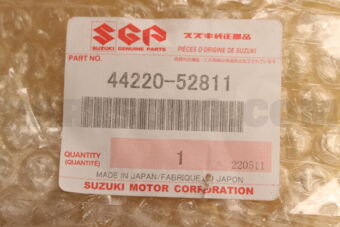 SGP
スズキ純正部品
SUZUKI GENUINE PARTS
PIÈCES D'ORIGINE DE SUZUKI
PART NO.
44220-52811
QUANTITY
(QUANTITÉ)
1
220511
MADE IN JAPAN/FABRIQUÉ AU JAPON
SUZUKI MOTOR CORPORATION